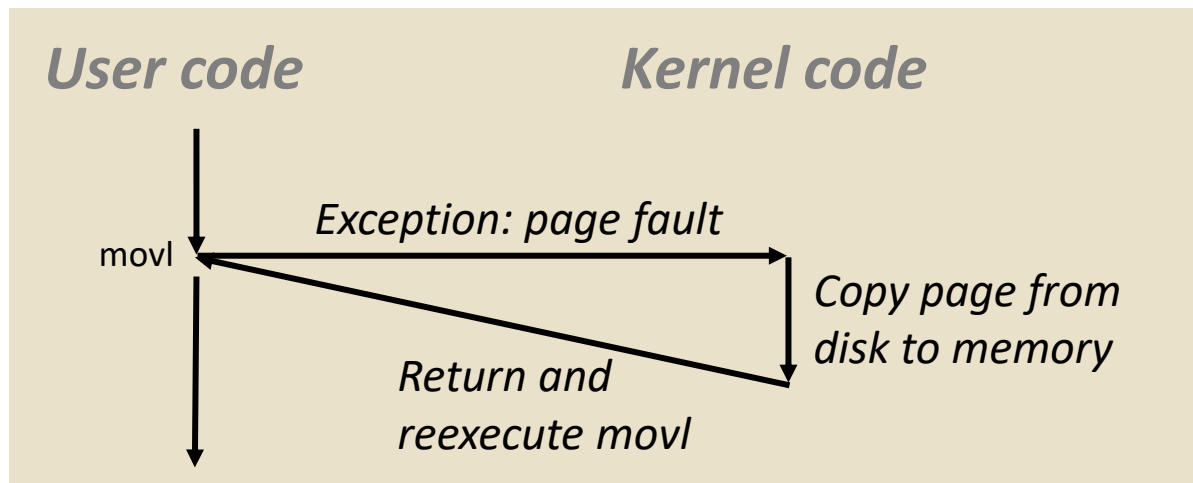 User code
Kernel code
Exception: page fault
movl
Copy page from
disk to memory
Return and
reexecute movl